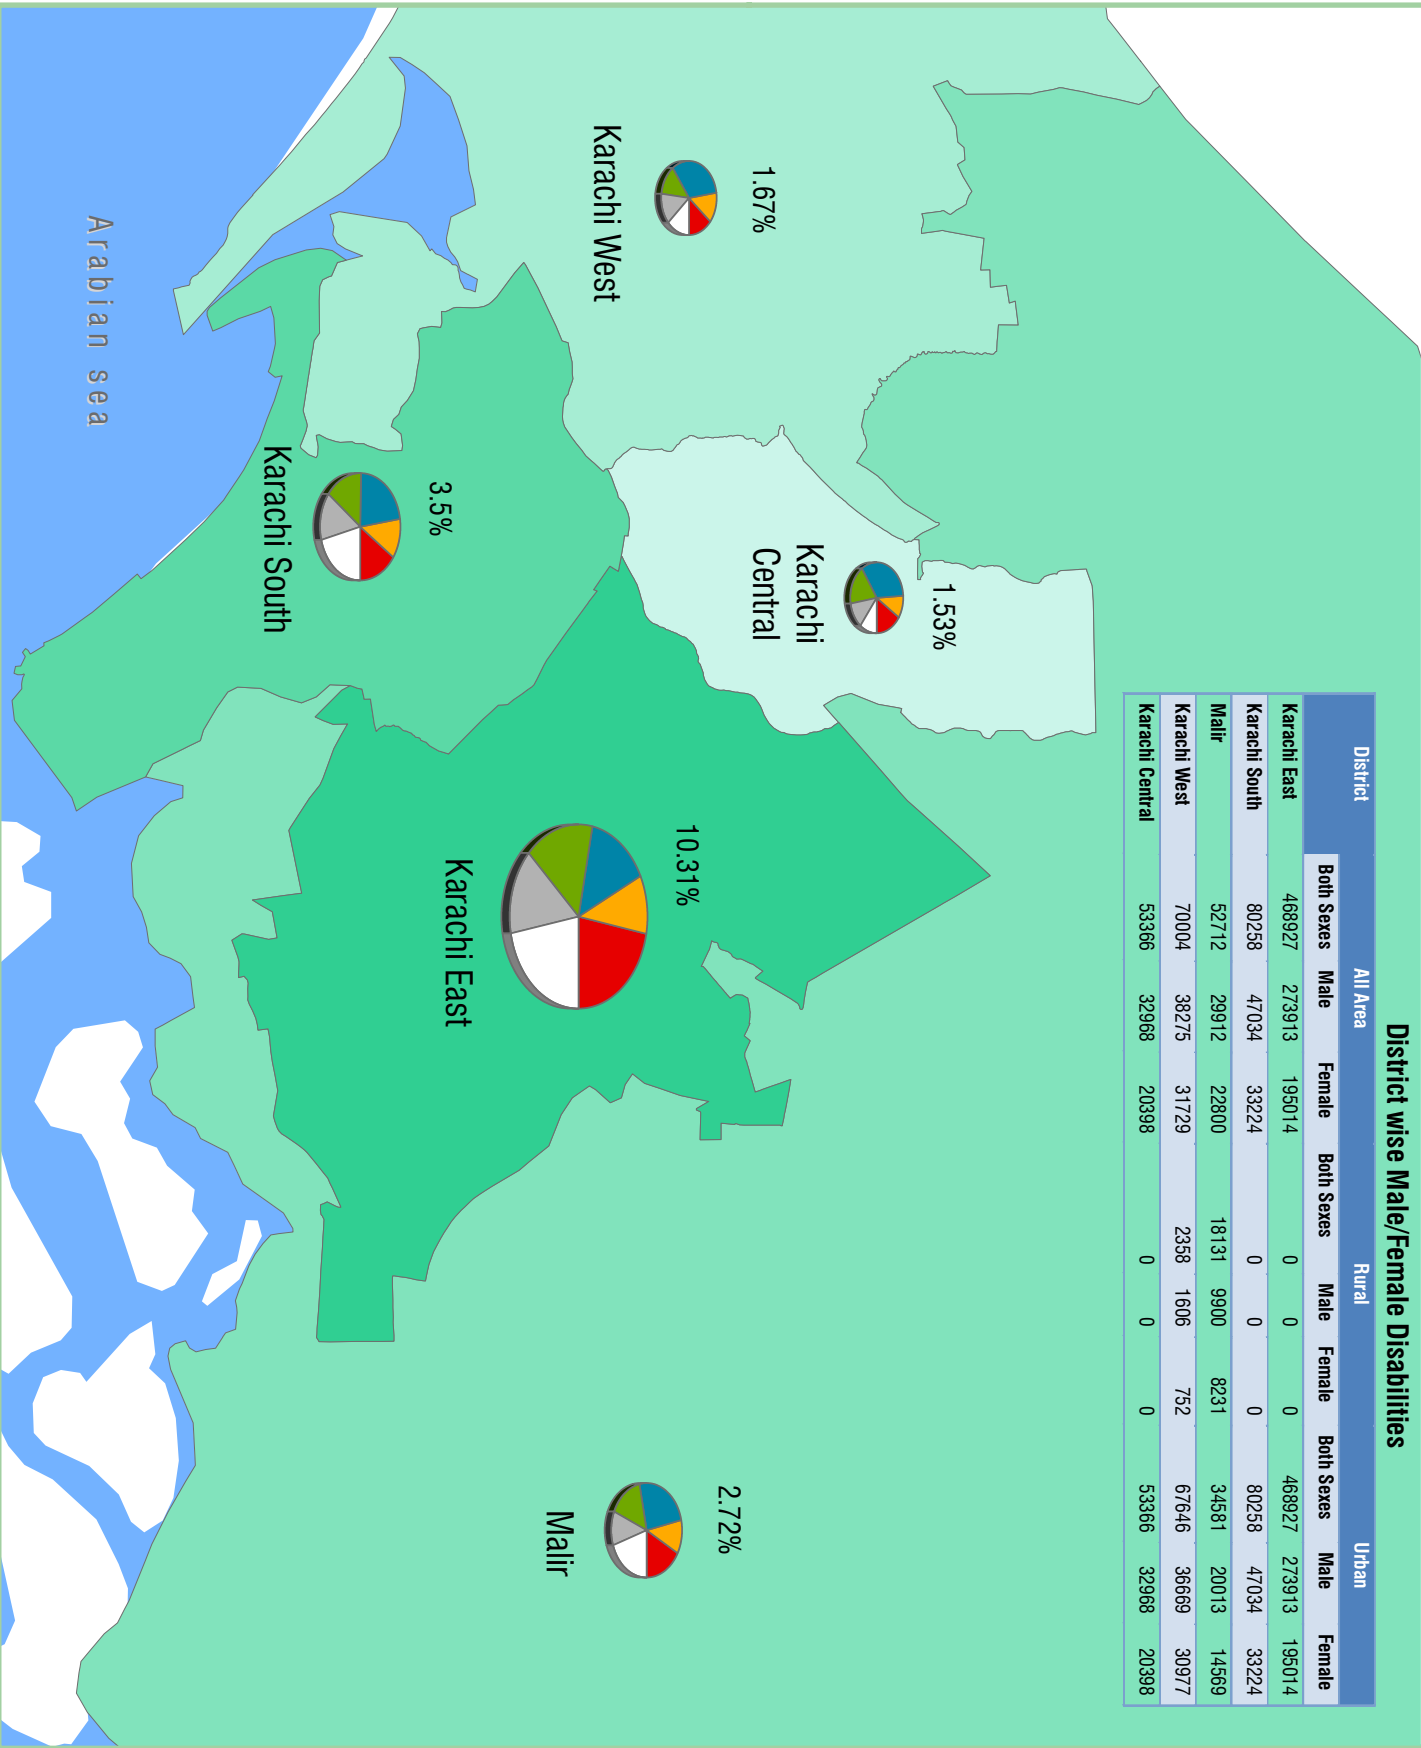 District wise Male/Female Disabilities
District All Area Rural Urban
Both Sexes Male Female Both Sexes Male Female Both Sexes Male Female
Karachi East 468927 273913 195014 0 0 0 468927 273913 195014
Karachi South 80258 47034 33224 0 0 0 80258 47034 33224
Malir 52712 29912 22800 18131 9900 8231 34581 20013 14569
Karachi West 70004 38275 31729 2358 1606 752 67646 36669 30977
Karachi Central 53366 32968 20398 0 0 0 53366 32968 20398
1.53%
Karachi
Central
1.67%
Karachi West
2.72%
Malir
10.31%
Karachi East
3.5%
Karachi South
Arabian sea